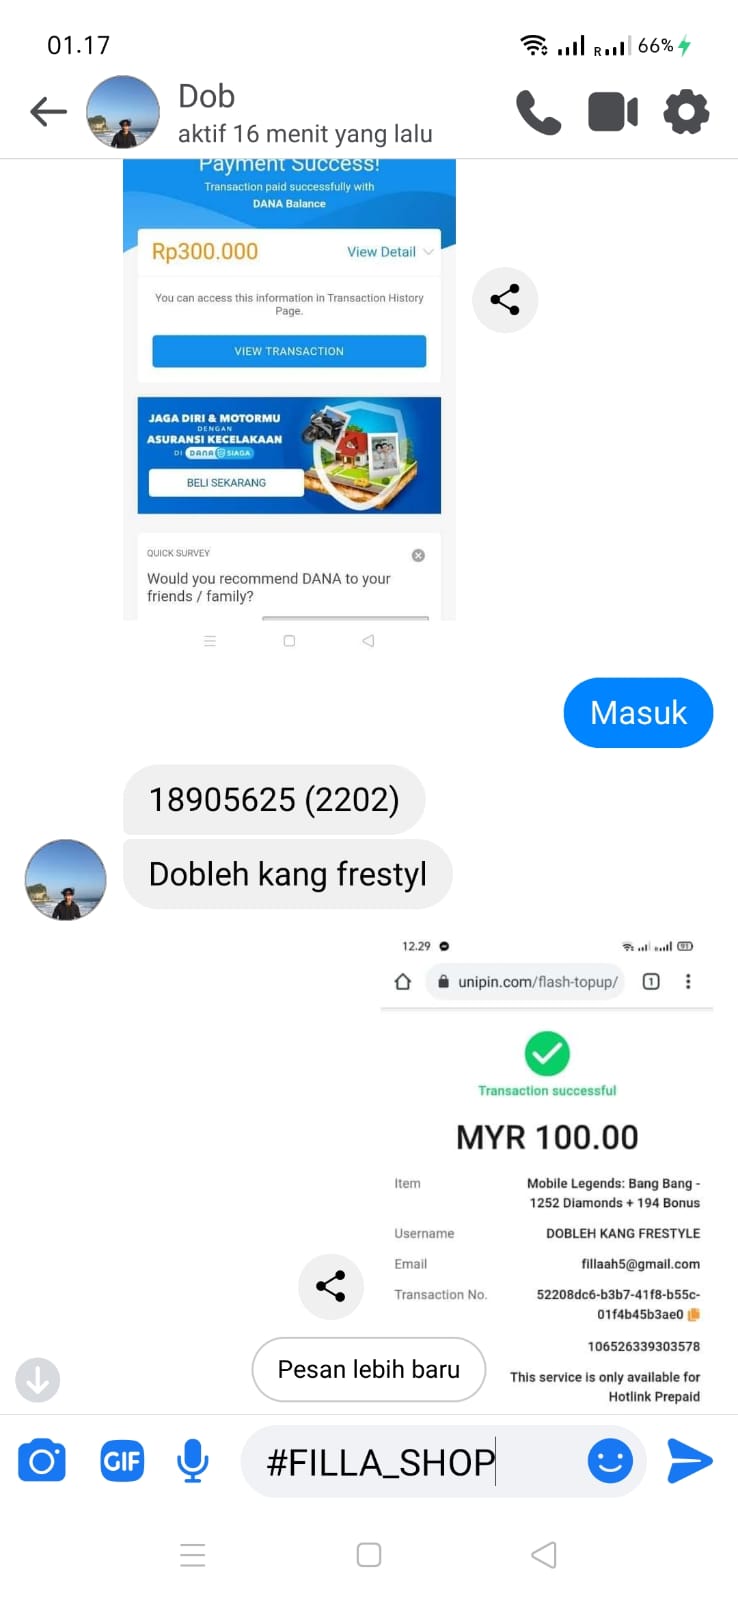 01.17
R
66%
Dob
aktif 16 menit yang lalu
Payment Success!
Transaction paid successfully with
DANA Balance
Rp300.000
View Detail
You can access this information in Transaction History
Page.
VIEW TRANSACTION
JAGA DIRI & MOTORMU
DENGAN
ASURANSI KECELAKAAN
DI DANA SIAGA
BELI SEKARANG
QUICK SURVEY
Would you recommend DANA to your
friends / family?
Masuk
18905625 (2202)
Dobleh kang frestyl
12.29
91
unipin.com/flash-topup/
1
Transaction successful
MYR 100.00
Item
Mobile Legends: Bang Bang -
1252 Diamonds + 194 Bonus
Username
DOBLEH KANG FRESTYLE
Email
fillaah5@gmail.com
Transaction No.
52208dc6-b3b7-41f8-b55c-
01f4b45b3ae0
106526339303578
This service is only available for
Hotlink Prepaid
Pesan lebih baru
GIF
#FILLA_SHOP